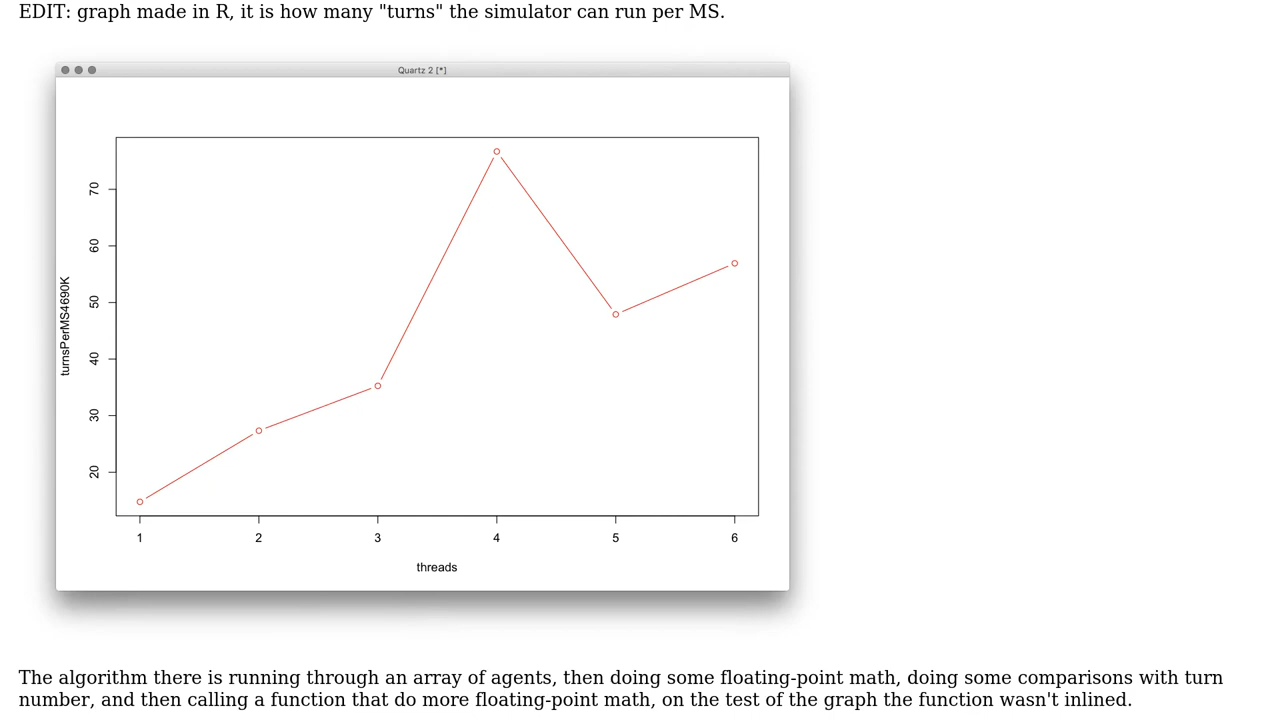 EDIT: graph made in R, it is how many "turns" the simulator can run per MS.
Quartz 2 [*]
70
60
50
40
30
20
turnsPerMS4690K
1 2 3 4 5 6
threads
The algorithm there is running through an array of agents, then doing some floating-point math, doing some comparisons with turn
number, and then calling a function that do more floating-point math, on the test of the graph the function wasn't inlined.